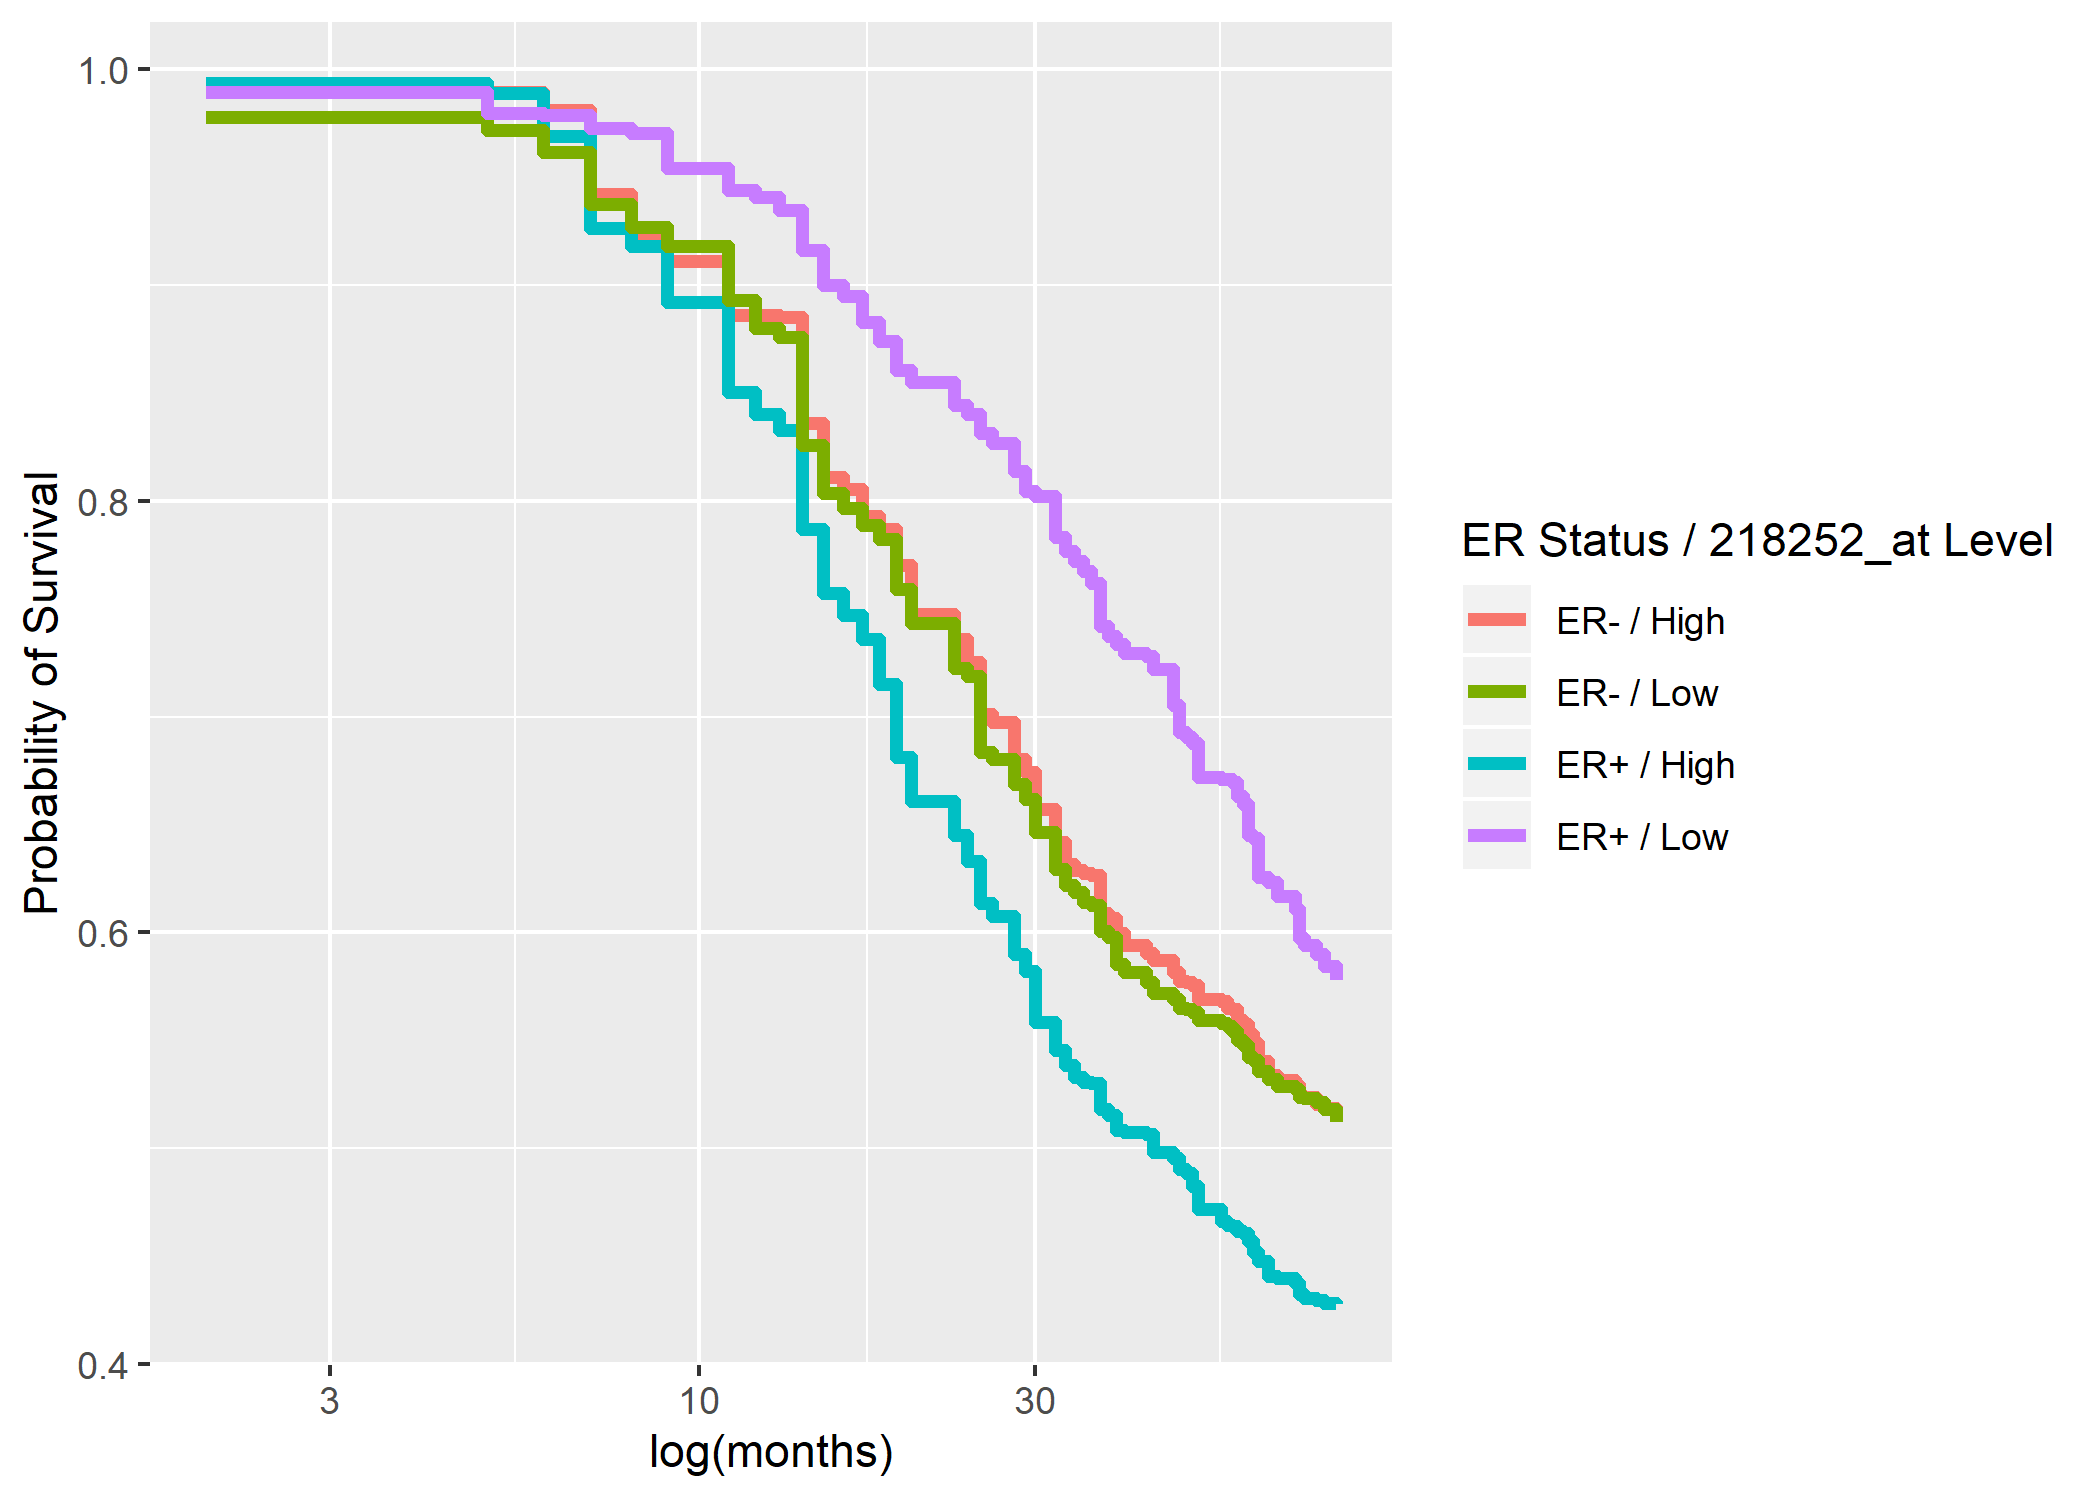 1.0
0.8
0.6
0.4
Probability of Survival
3
10
30
log(months)
ER Status / 218252_at Level
ER- / High
ER- / Low
ER+ / High
ER+ / Low